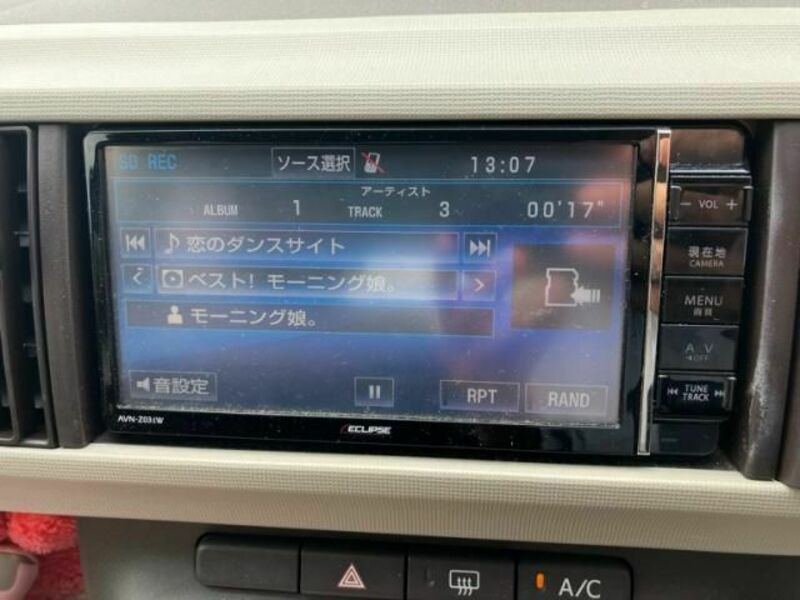 SD REC ソース選択 13:07
アーティスト
ALBUM 1 TRACK 3 00'17"
恋のダンスサイト
ベスト! モーニング娘。
モーニング娘。
音設定 RPT RAND
AVN-Z03iW
ECLIPSE
− VOL +
現在地
CAMERA
MENU
画質
AV
OFF
TUNE
TRACK
A/C